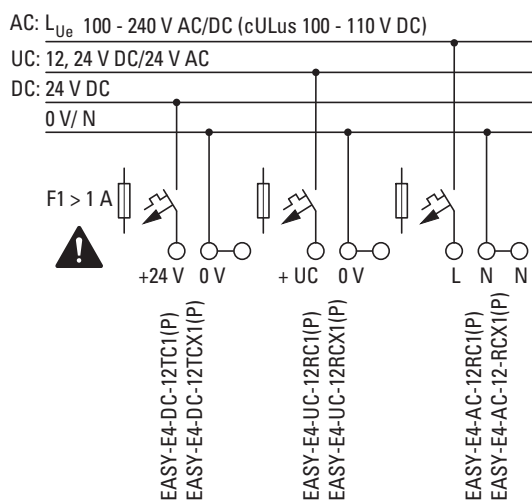 AC: LUe 100 - 240 V AC/DC (cULus 100 - 110 V DC)
UC: 12, 24 V DC/24 V AC
DC: 24 V DC
0 V/ N
F1 > 1 A
+24 V 0 V + UC 0 V L N N
EASY-E4-DC-12TC1(P)
EASY-E4-DC-12TCX1(P)
EASY-E4-UC-12RC1(P)
EASY-E4-UC-12RCX1(P)
EASY-E4-AC-12RC1(P)
EASY-E4-AC-12-RCX1(P)